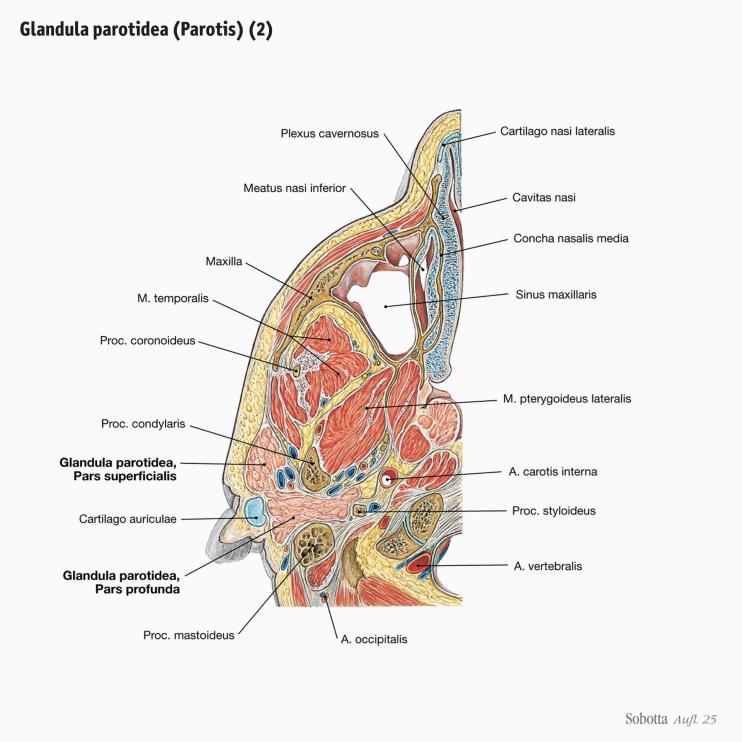 Glandula parotidea (Parotis) (2)
Plexus cavernosus
Cartilago nasi lateralis
Meatus nasi inferior
Cavitas nasi
Concha nasalis media
Maxilla
M. temporalis
Sinus maxillaris
Proc. coronoideus
M. pterygoideus lateralis
Proc. condylaris
Glandula parotidea,
Pars superficialis
A. carotis interna
Cartilago auriculae
Proc. styloideus
Glandula parotidea,
Pars profunda
A. vertebralis
Proc. mastoideus
A. occipitalis
Sobotta Aufl. 25